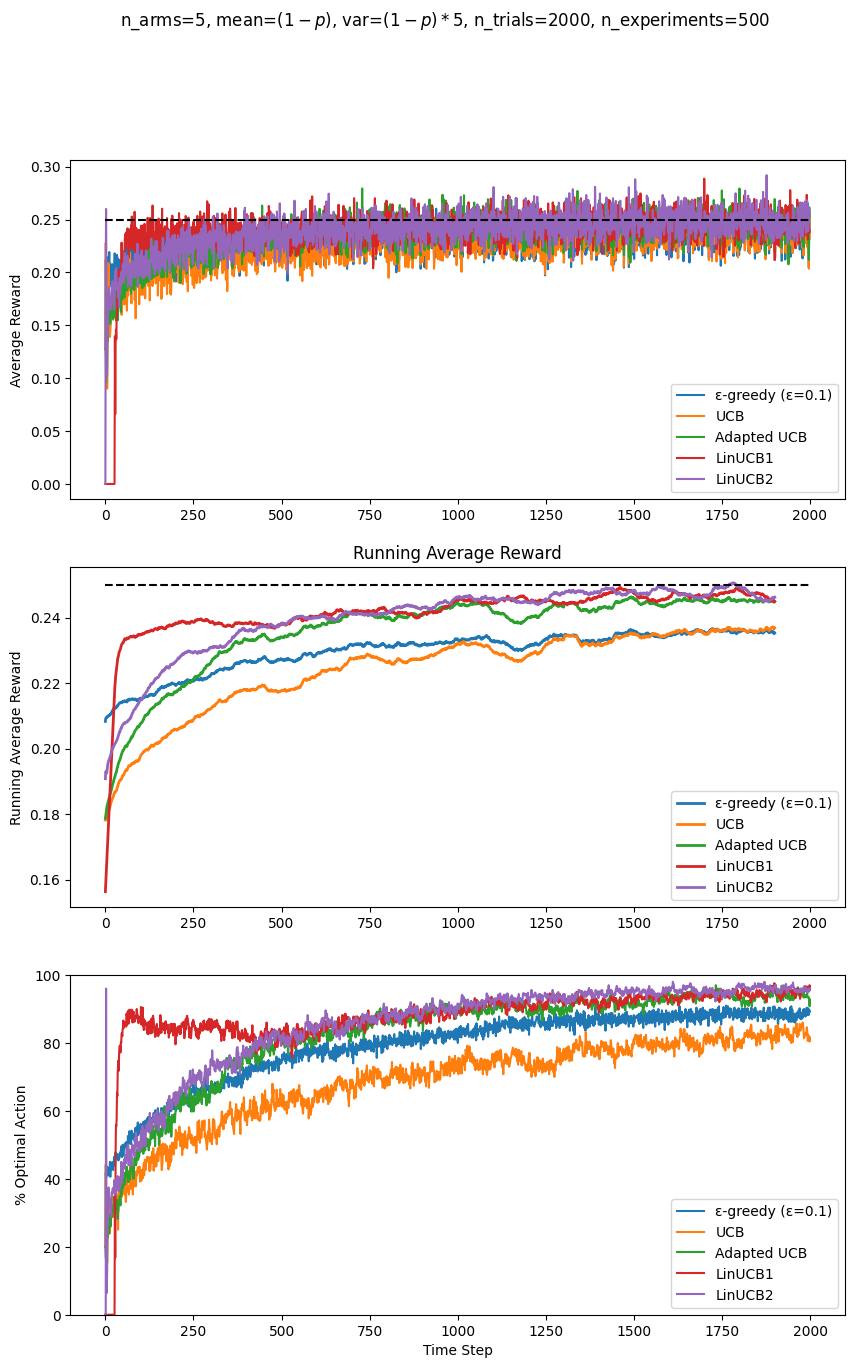 n_arms=5, mean=(1 − p), var=(1 − p) * 5, n_trials=2000, n_experiments=500
Average Reward
0.30
0.25
0.20
0.15
0.10
0.05
0.00
ε-greedy (ε=0.1)
UCB
Adapted UCB
LinUCB1
LinUCB2
0 250 500 750 1000 1250 1500 1750 2000
Running Average Reward
Running Average Reward
0.24
0.22
0.20
0.18
0.16
ε-greedy (ε=0.1)
UCB
Adapted UCB
LinUCB1
LinUCB2
0 250 500 750 1000 1250 1500 1750 2000
% Optimal Action
100
80
60
40
20
0
ε-greedy (ε=0.1)
UCB
Adapted UCB
LinUCB1
LinUCB2
0 250 500 750 1000 1250 1500 1750 2000
Time Step